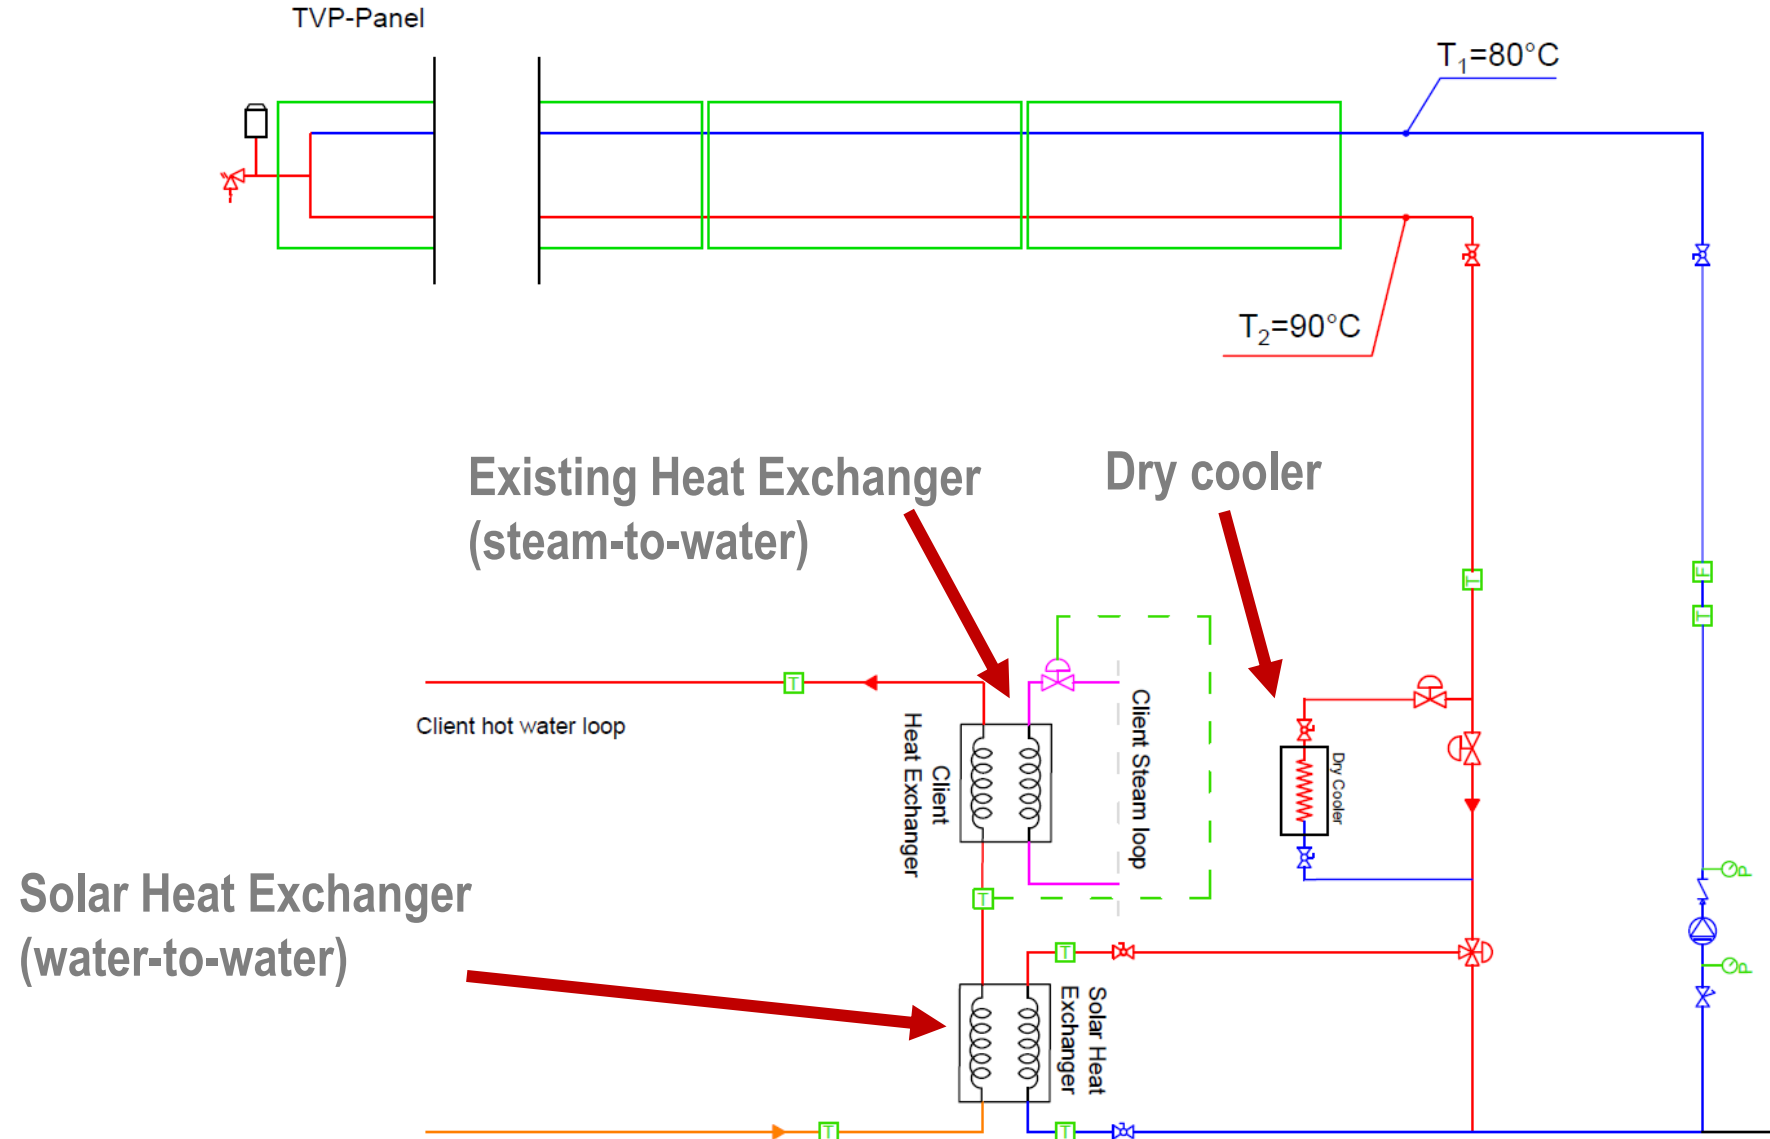 TVP-Panel
T₁=80°C
T₂=90°C
Existing Heat Exchanger
(steam-to-water)
Dry cooler
T
F
T
T
Client hot water loop
Client
Heat Exchanger
Client Steam loop
Dry Cooler
P
T
Solar Heat Exchanger
(water-to-water)
T
P
Solar Heat
Exchanger
T
T